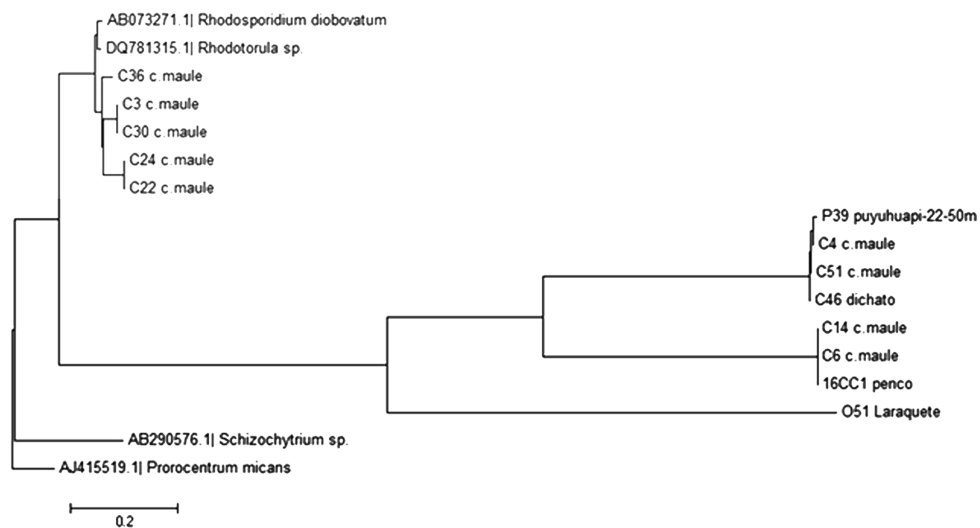 AB073271.1| Rhodosporidium diobovatum
DQ781315.1| Rhodotorula sp.
C36 c.maule
C3 c.maule
C30 c.maule
C24 c.maule
C22 c.maule
P39 puyuhuapi-22-50m
C4 c.maule
C51 c.maule
C46 dichato
C14 c.maule
C6 c.maule
16CC1 penco
O51 Laraquete
AB290576.1| Schizochytrium sp.
AJ415519.1| Prorocentrum micans
0.2